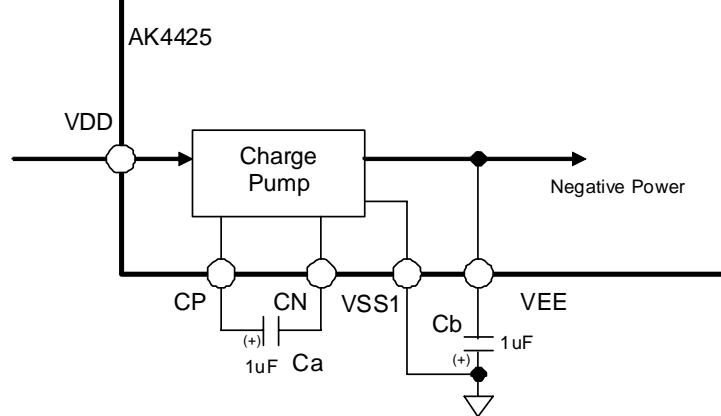 AK4425
VDD
Charge
Pump
Negative Power
CP
CN
VSS1
VEE
Cb
1uF
(+)
(+)
1uF
Ca